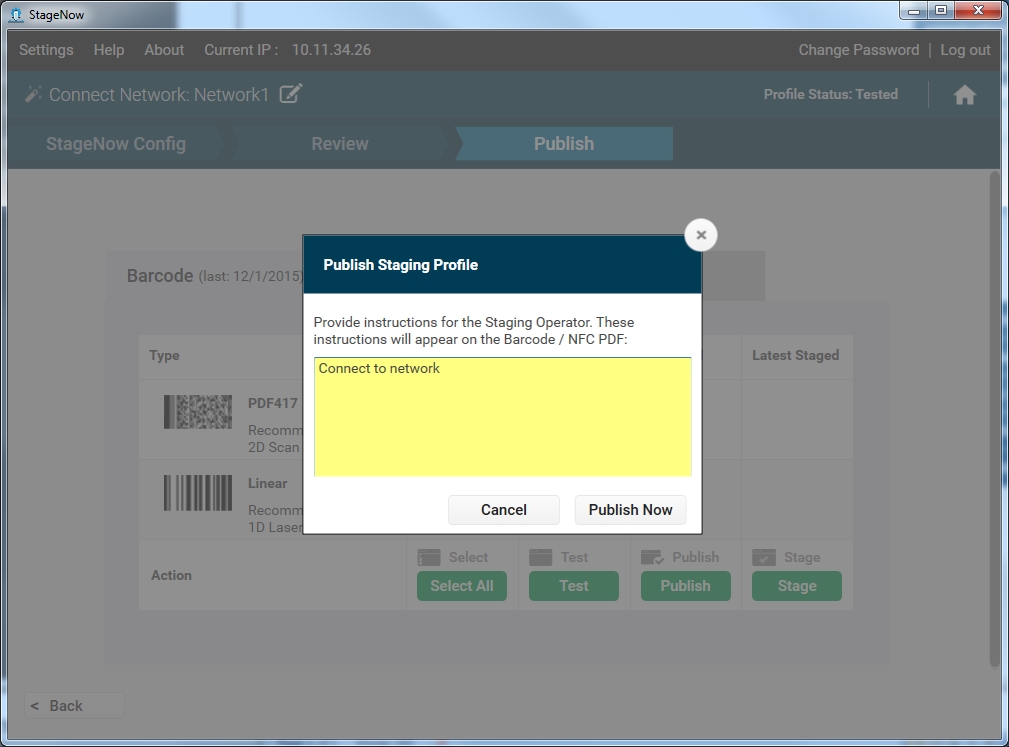 StageNow
Settings Help About Current IP : 10.11.34.26 Change Password | Log out
Connect Network: Network1 Profile Status: Tested
StageNow Config Review Publish
Publish Staging Profile
Barcode (last: 12/1/2015)
Provide instructions for the Staging Operator. These
instructions will appear on the Barcode / NFC PDF:
Type Latest Staged
Connect to network
PDF417
Recomm
2D Scan
Linear
Recomm
1D Laser
Cancel Publish Now
Select Test Publish Stage
Action Select All Test Publish Stage
< Back